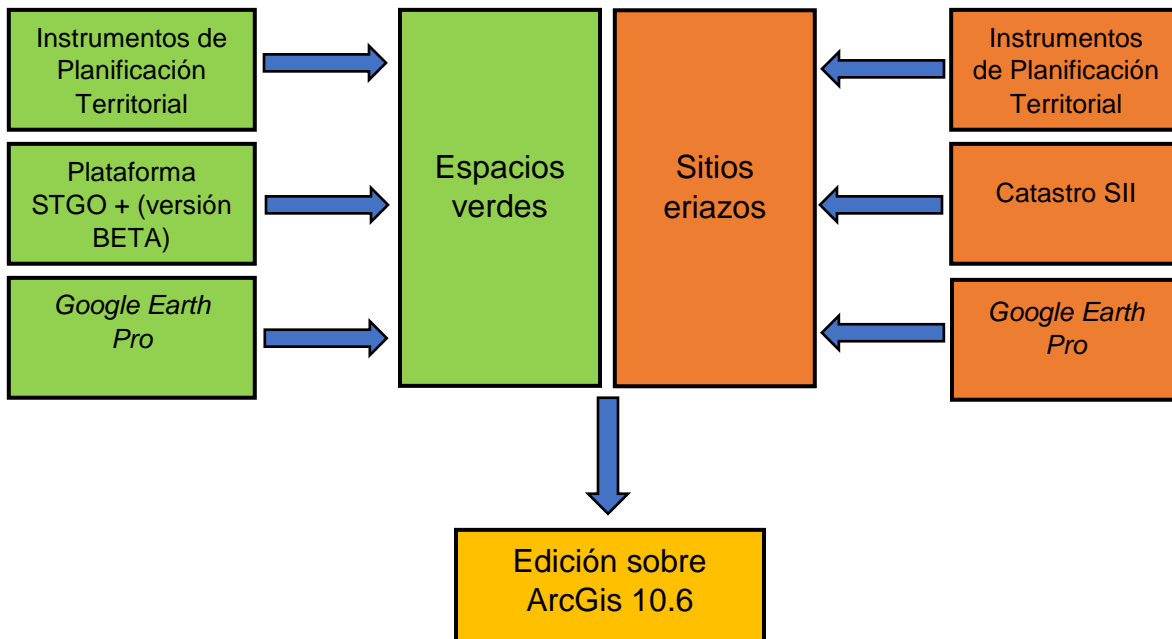 Instrumentos de
Planificación
Territorial
Plataforma
STGO + (versión
BETA)
Google Earth
Pro
Espacios
verdes
Sitios
eriazos
Instrumentos
de Planificación
Territorial
Catastro SII
Google Earth
Pro
Edición sobre
ArcGis 10.6